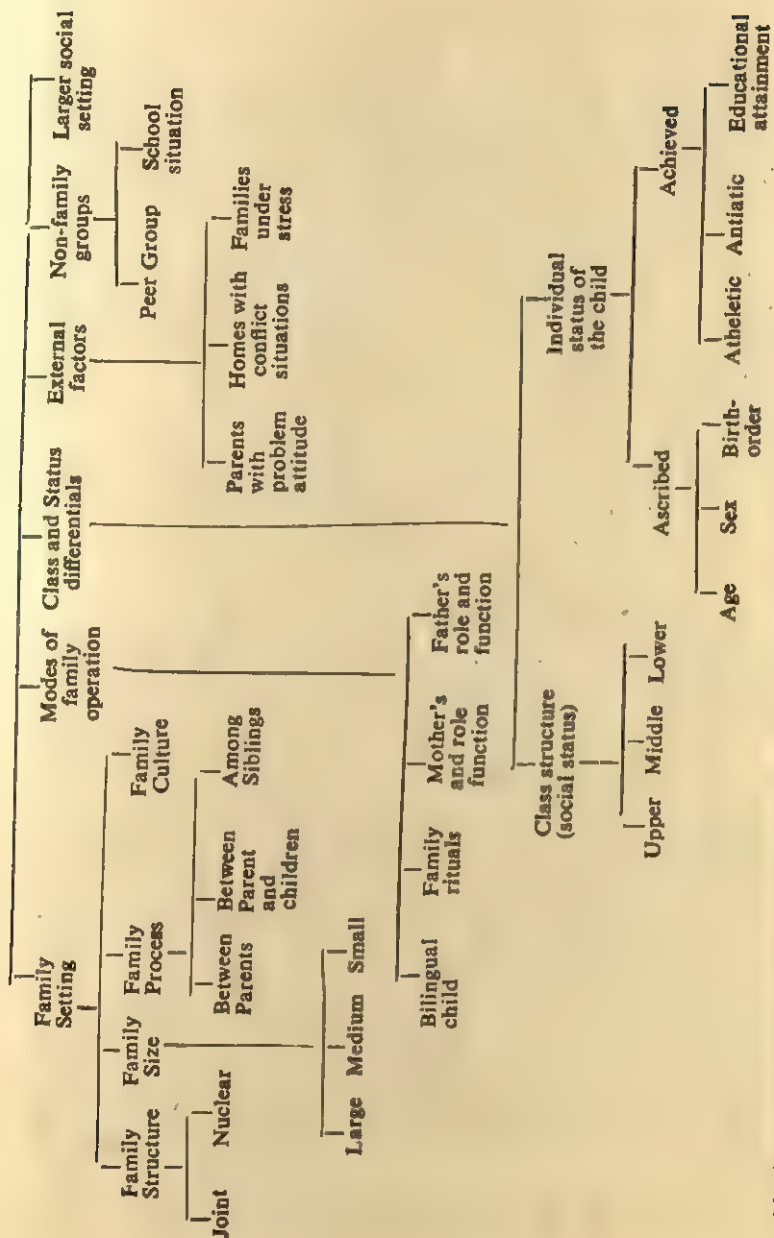 Family
Setting
Modes of
family
operation
Class and Status
differentials
External
factors
Non-family
groups
Larger social
setting
Family
Structure
Family
Size
Family
Process
Family
Culture
Joint
Nuclear
Large
Medium
Small
Between
Parents
Between
Parent
and
children
Among
Siblings
Bilingual
child
Family
rituals
Mother's
and role
function
Father's
role and
function
Parents
with
problem
attitude
Homes with
conflict
situations
Families
under
stress
Peer Group
School
situation
Class structure
(social status)
Upper
Middle
Lower
Individual
status of
the child
Ascribed
Achieved
Age
Sex
Birth-
order
Atheletic
Antiatic
Educational
attainment